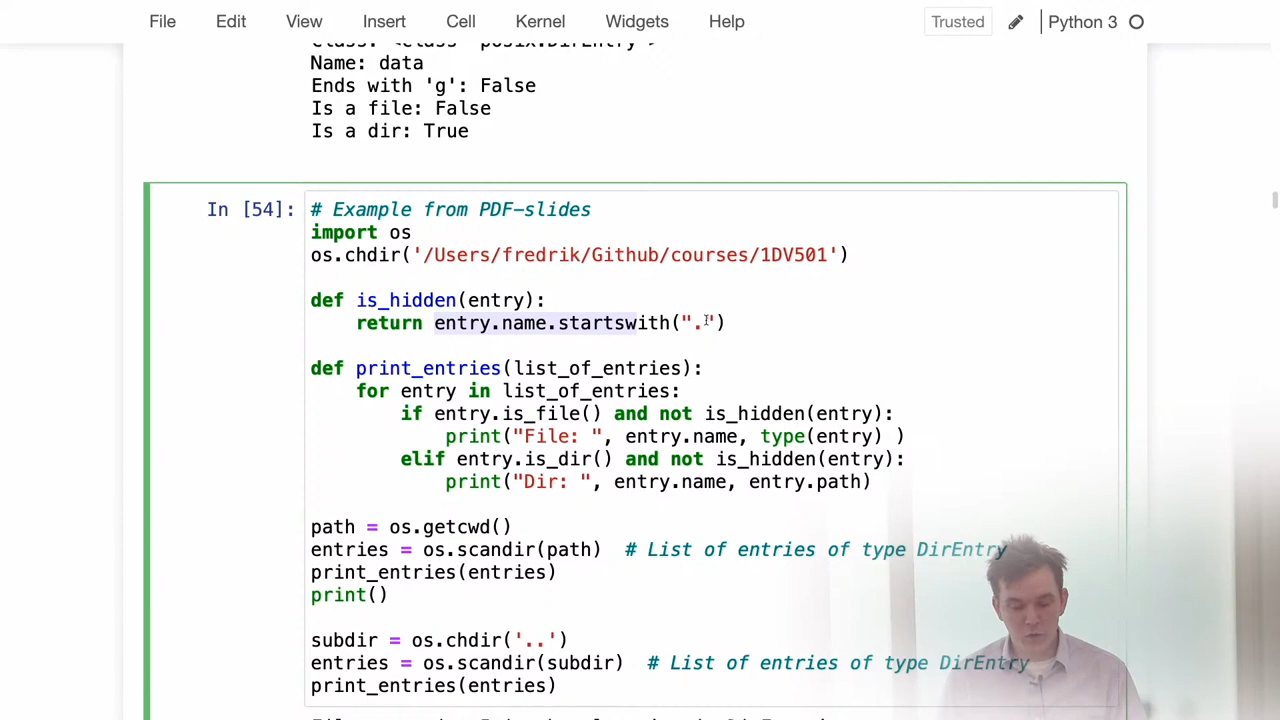 File Edit View Insert Cell Kernel Widgets Help Trusted Python 3
Name: data
Ends with 'g': False
Is a file: False
Is a dir: True
In [54]: # Example from PDF-slides
import os
os.chdir('/Users/fredrik/Github/courses/1DV501')
def is_hidden(entry):
return entry.name.startswith(".")
def print_entries(list_of_entries):
for entry in list_of_entries:
if entry.is_file() and not is_hidden(entry):
print("File: ", entry.name, type(entry) )
elif entry.is_dir() and not is_hidden(entry):
print("Dir: ", entry.name, entry.path)
path = os.getcwd()
entries = os.scandir(path)  # List of entries of type DirEntry
print_entries(entries)
print()
subdir = os.chdir('..')
entries = os.scandir(subdir)  # List of entries of type DirEntry
print_entries(entries)